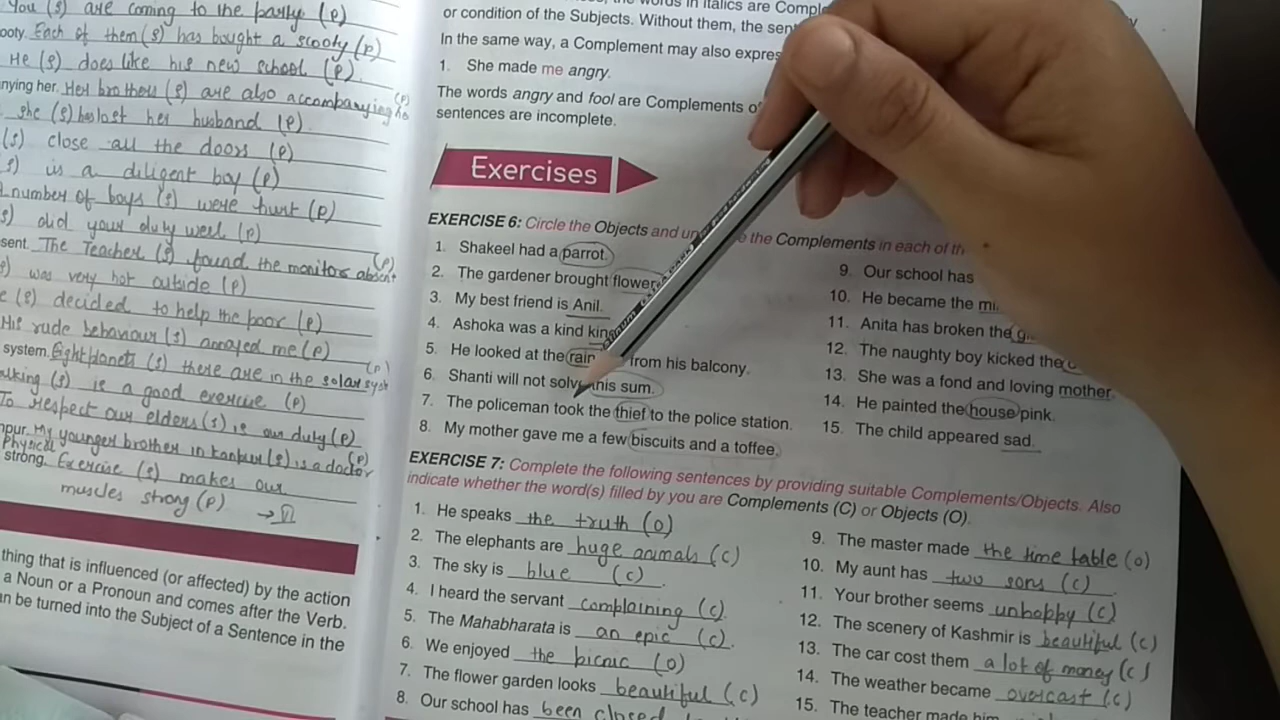 You (s) are coming to the party (p)
ooty. Each of them (s) has bought a scooty (p)
He (s) does like his new school (p).
nying her. Her brothers (s) are also accompanying
(p)
she (s) has lost her husband (p)
(s) close all the doors (p)
is a diligent boy (p)
number of boys (s) were hurt (p)
did your duty well (p)
sent. The Teacher (s) found the monitor absent
(p)
was very hot outside (p)
(s) decided to help the poor (p)
His rude behaviour (s) annoyed me (p)
system. Eight planets (s) there are in the solar syst
(p)
alking (s) is a good exercise (p)
To respect our elders (s) is our duty (p)
npur. My younger brother in Kanpur (s) is a doctor
(p)
Physical
strong. Exercise (s) makes our
muscles strong (p)
thing that is influenced (or affected) by the action
a Noun or a Pronoun and comes after the Verb.
an be turned into the Subject of a Sentence in the
the words in italics are
or condition of the Subjects. Without them, the
In the same way, a Complement may also
1. She made me angry.
The words angry and fool are Complements
sentences are incomplete.
Exercises
EXERCISE 6: Circle the Objects and the Complements in each of
1. Shakeel had a parrot.
2. The gardener brought
3. My best friend is Anil.
4. Ashoka was a kind
5. He looked at the rain from his balcony.
6. Shanti will not solve this sum.
7. The policeman took the thief to the police station.
8. My mother gave me a few biscuits and a toffee.
9. Our school has
10. He became the
11. Anita has broken the
12. The naughty boy kicked the
13. She was a fond and loving mother.
14. He painted the house pink.
15. The child appeared sad.
EXERCISE 7: Complete the following sentences by providing suitable Complements/Objects. Also
indicate whether the word(s) filled by you are Complements (C) or Objects (O).
1. He speaks the truth (O)
2. The elephants are huge animals (C)
3. The sky is blue (C).
4. I heard the servant complaining (C).
5. The Mahabharata is an epic (C).
6. We enjoyed the picnic (O)
7. The flower garden looks beautiful (C)
8. Our school has been closed
9. The master made the time table (O)
10. My aunt has two sons (C).
11. Your brother seems unhappy (C)
12. The scenery of Kashmir is beautiful (C)
13. The car cost them a lot of money (C)
14. The weather became overcast (C)
15. The teacher made him